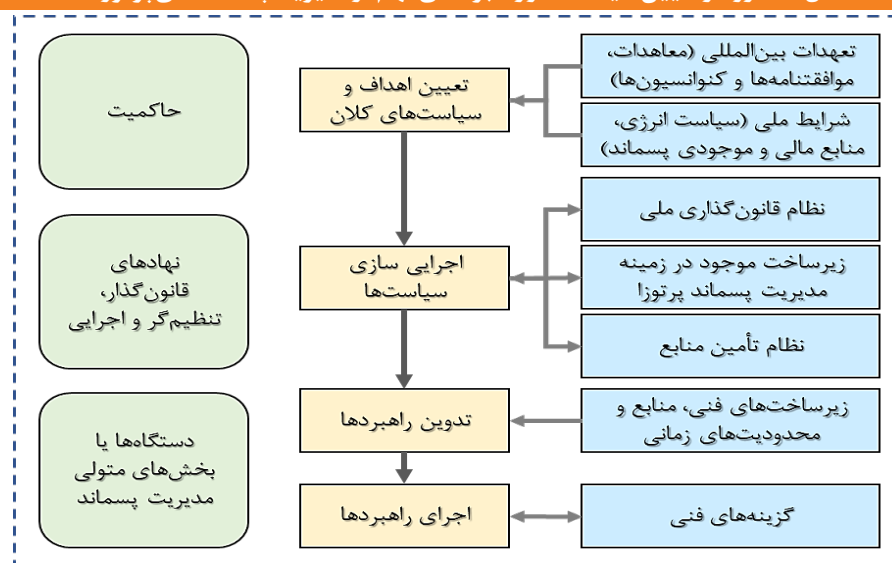 تعهدات بین‌المللی (معاهدات،
موافقتنامه‌ها و کنوانسیون‌ها)
تعیین اهداف و
سیاست‌های کلان
حاکمیت
شرایط ملی (سیاست انرژی،
منابع مالی و موجودی پسماند)
نظام قانون‌گذاری ملی
زیرساخت موجود در زمینه
مدیریت پسماند پرتوزا
اجرایی سازی
سیاست‌ها
نهادهای
قانون‌گذار،
تنظیم‌گر و اجرایی
نظام تأمین منابع
زیرساخت‌های فنی، منابع و
محدودیت‌های زمانی
تدوین راهبردها
دستگاه‌ها یا
بخش‌های متولی
مدیریت پسماند
گزینه‌های فنی
اجرای راهبردها